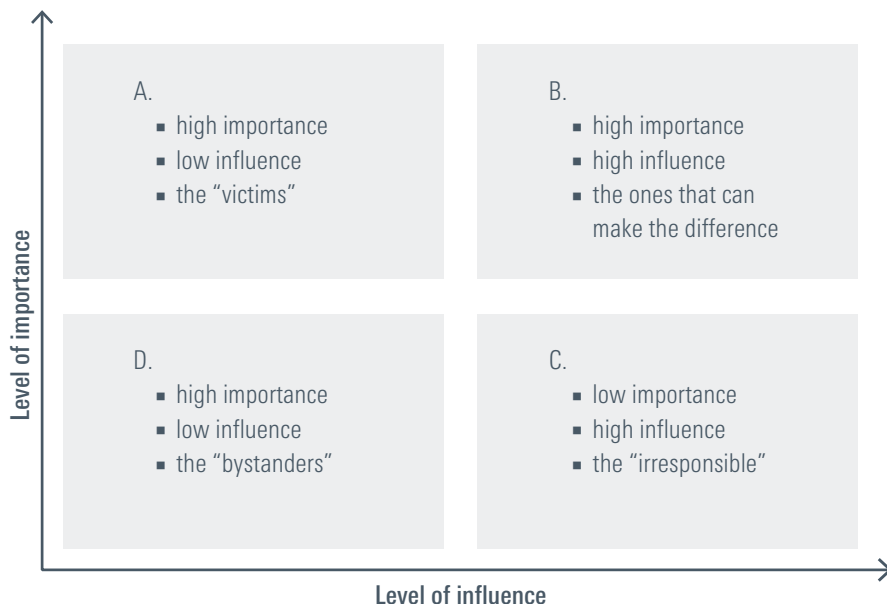 Level of importance
A.
▪ high importance
▪ low influence
▪ the “victims”
B.
▪ high importance
▪ high influence
▪ the ones that can
make the difference
D.
▪ high importance
▪ low influence
▪ the “bystanders”
C.
▪ low importance
▪ high influence
▪ the “irresponsible”
Level of influence